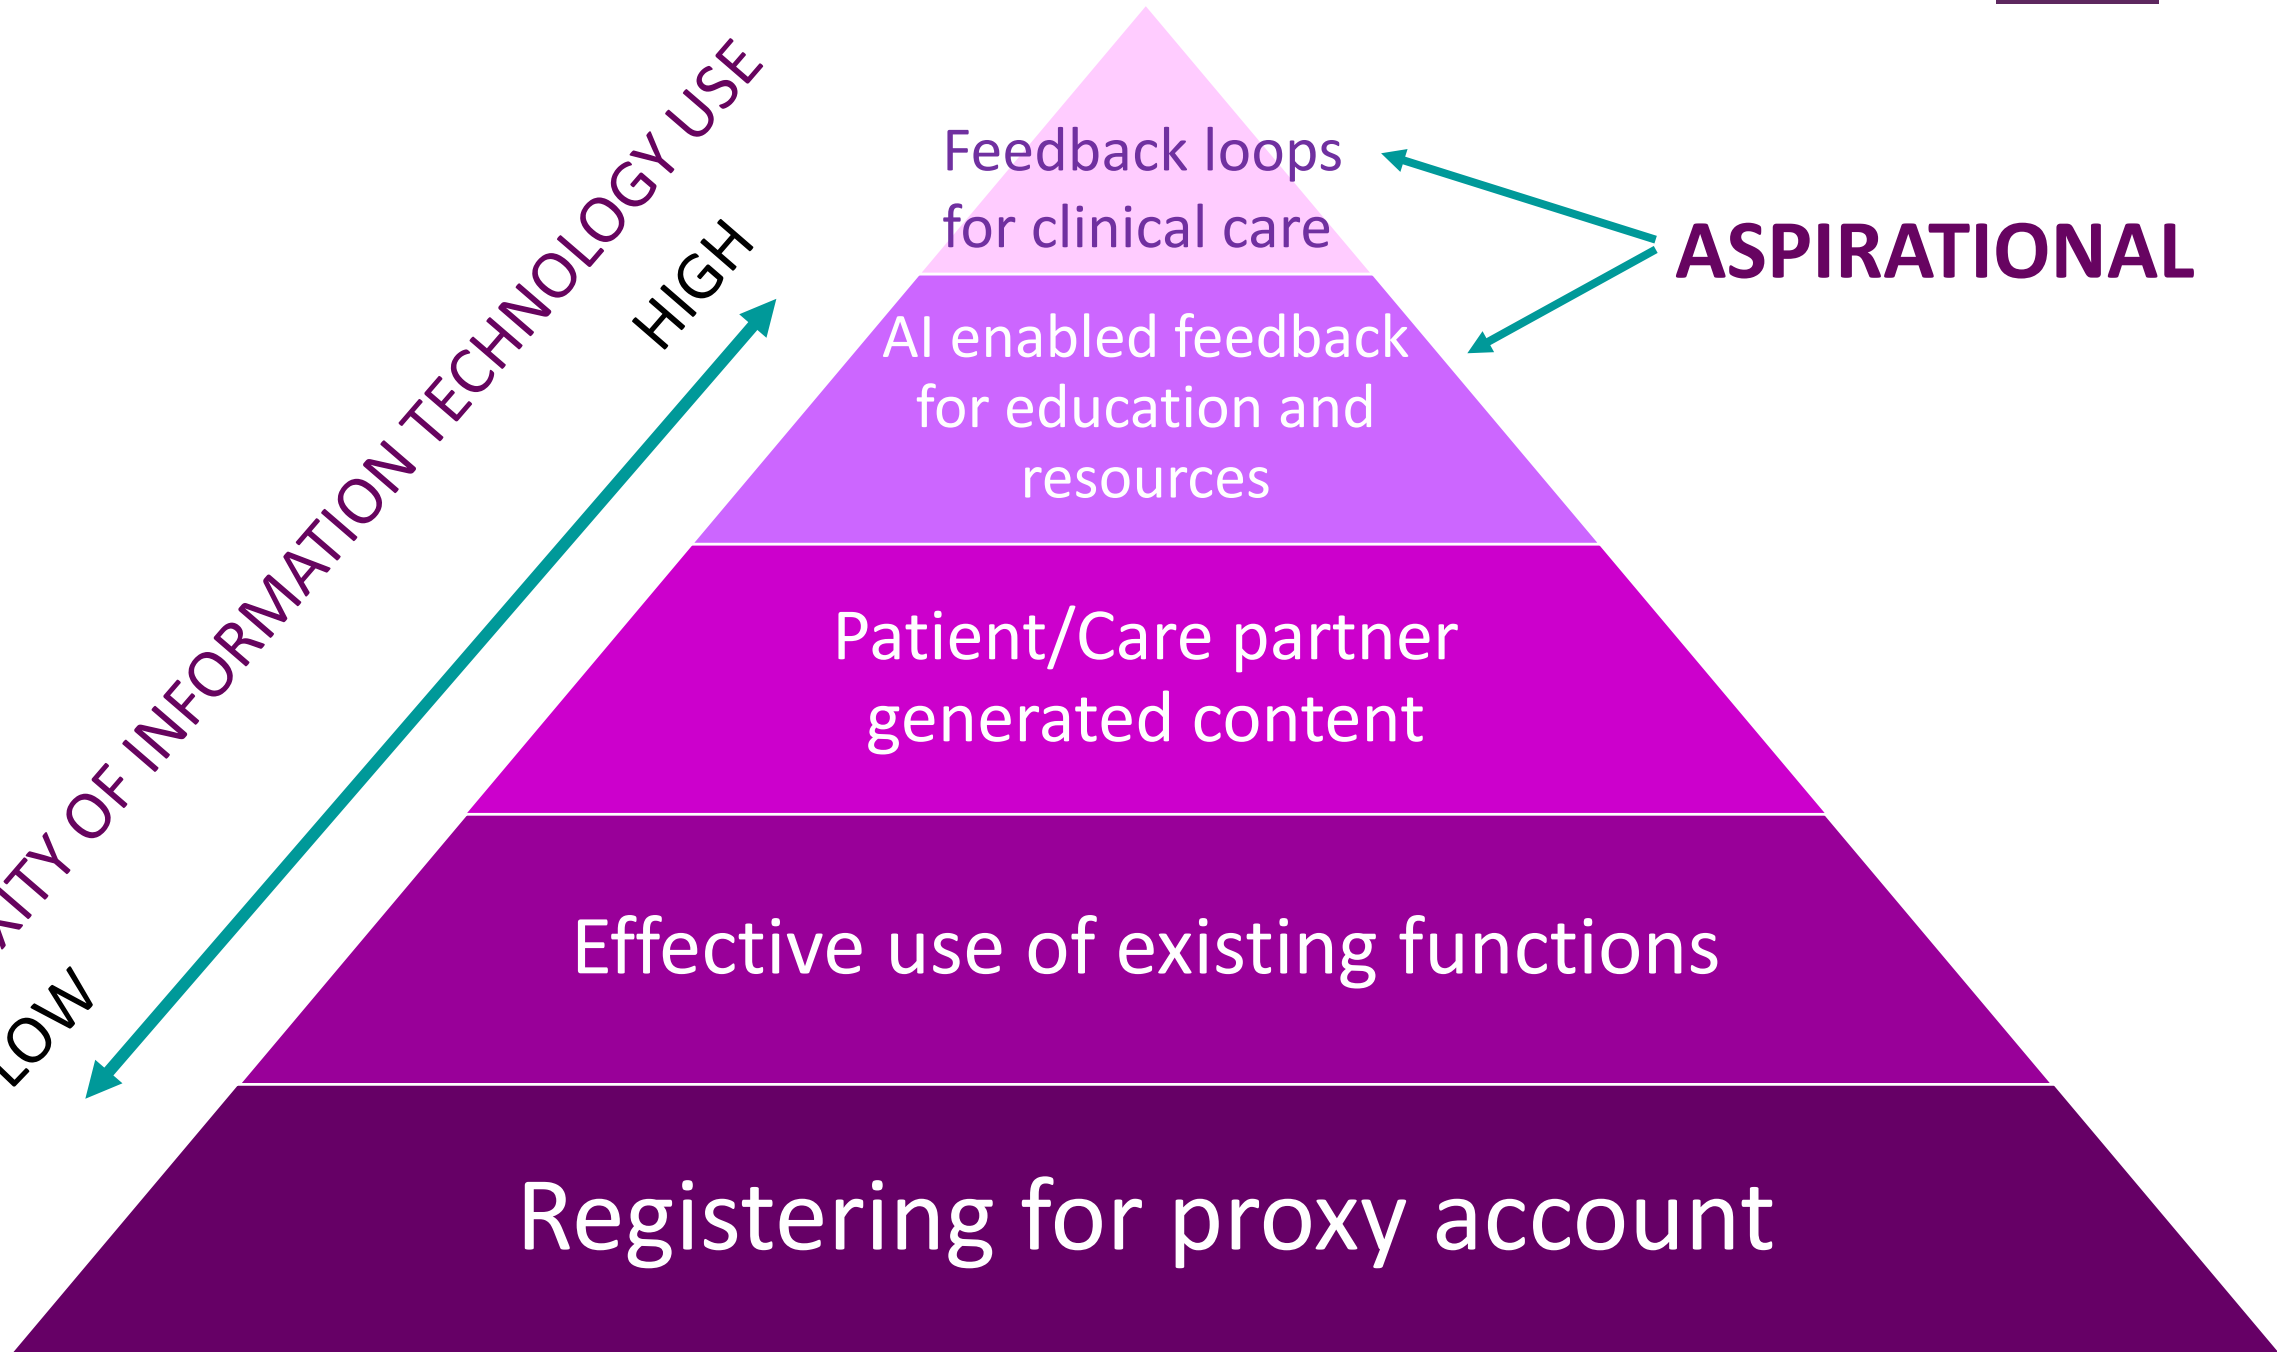 Feedback loops
for clinical care
ASPIRATIONAL
AI enabled feedback
for education and
resources
Patient/Care partner
generated content
Effective use of existing functions
Registering for proxy account
XITY OF INFORMATION TECHNOLOGY USE
HIGH
LOW